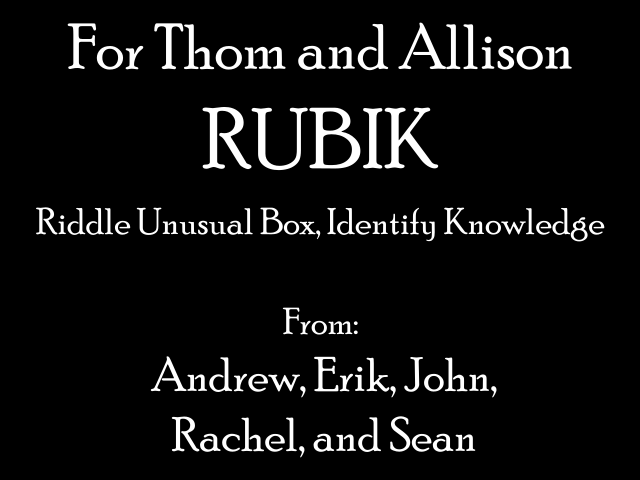 For Thom and Allison
RUBIK
Riddle Unusual Box, Identify Knowledge
From:
Andrew, Erik, John,
Rachel, and Sean